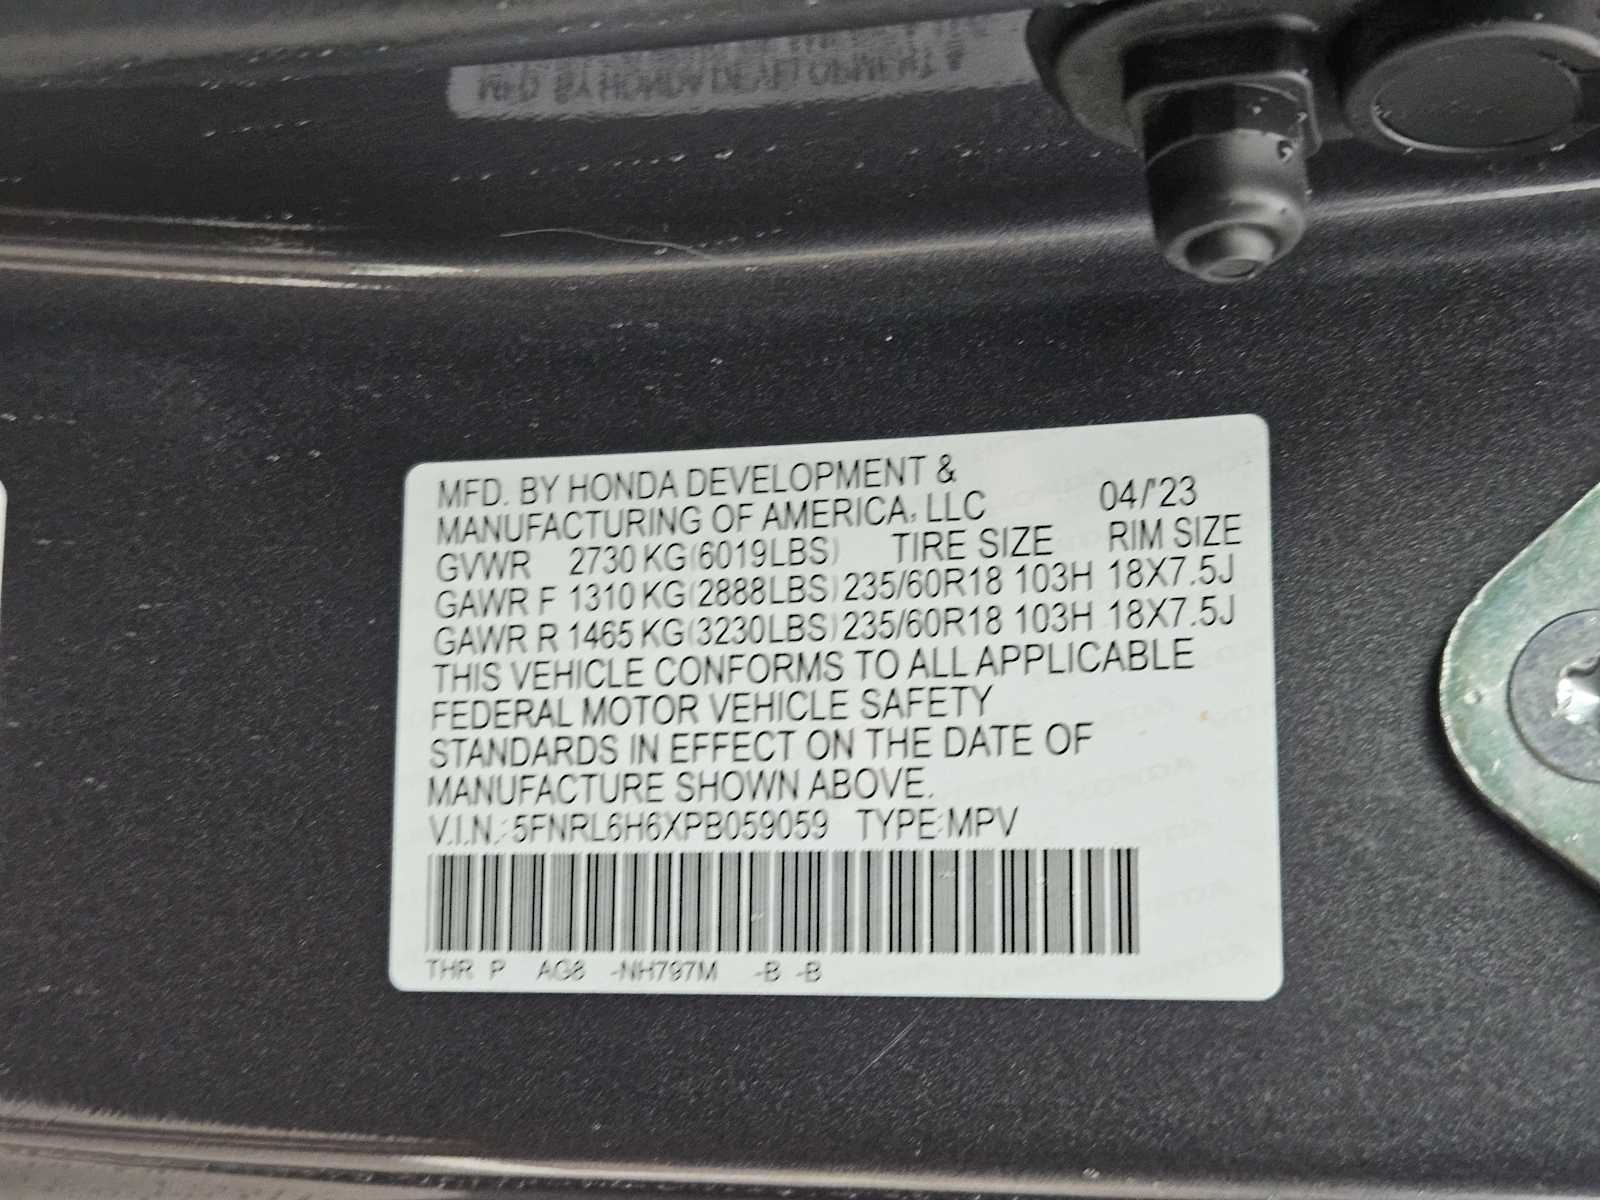 MFD. BY HONDA DEVELOPMENT &
MANUFACTURING OF AMERICA, LLC 04/'23
GVWR 2730 KG(6019LBS) TIRE SIZE RIM SIZE
GAWR F 1310 KG(2888LBS) 235/60R18 103H 18X7.5J
GAWR R 1465 KG(3230LBS) 235/60R18 103H 18X7.5J
THIS VEHICLE CONFORMS TO ALL APPLICABLE
FEDERAL MOTOR VEHICLE SAFETY
STANDARDS IN EFFECT ON THE DATE OF
MANUFACTURE SHOWN ABOVE.
V.I.N.: 5FNRL6H6XPB059059 TYPE: MPV
THR P AG8 -NH797M -B -B